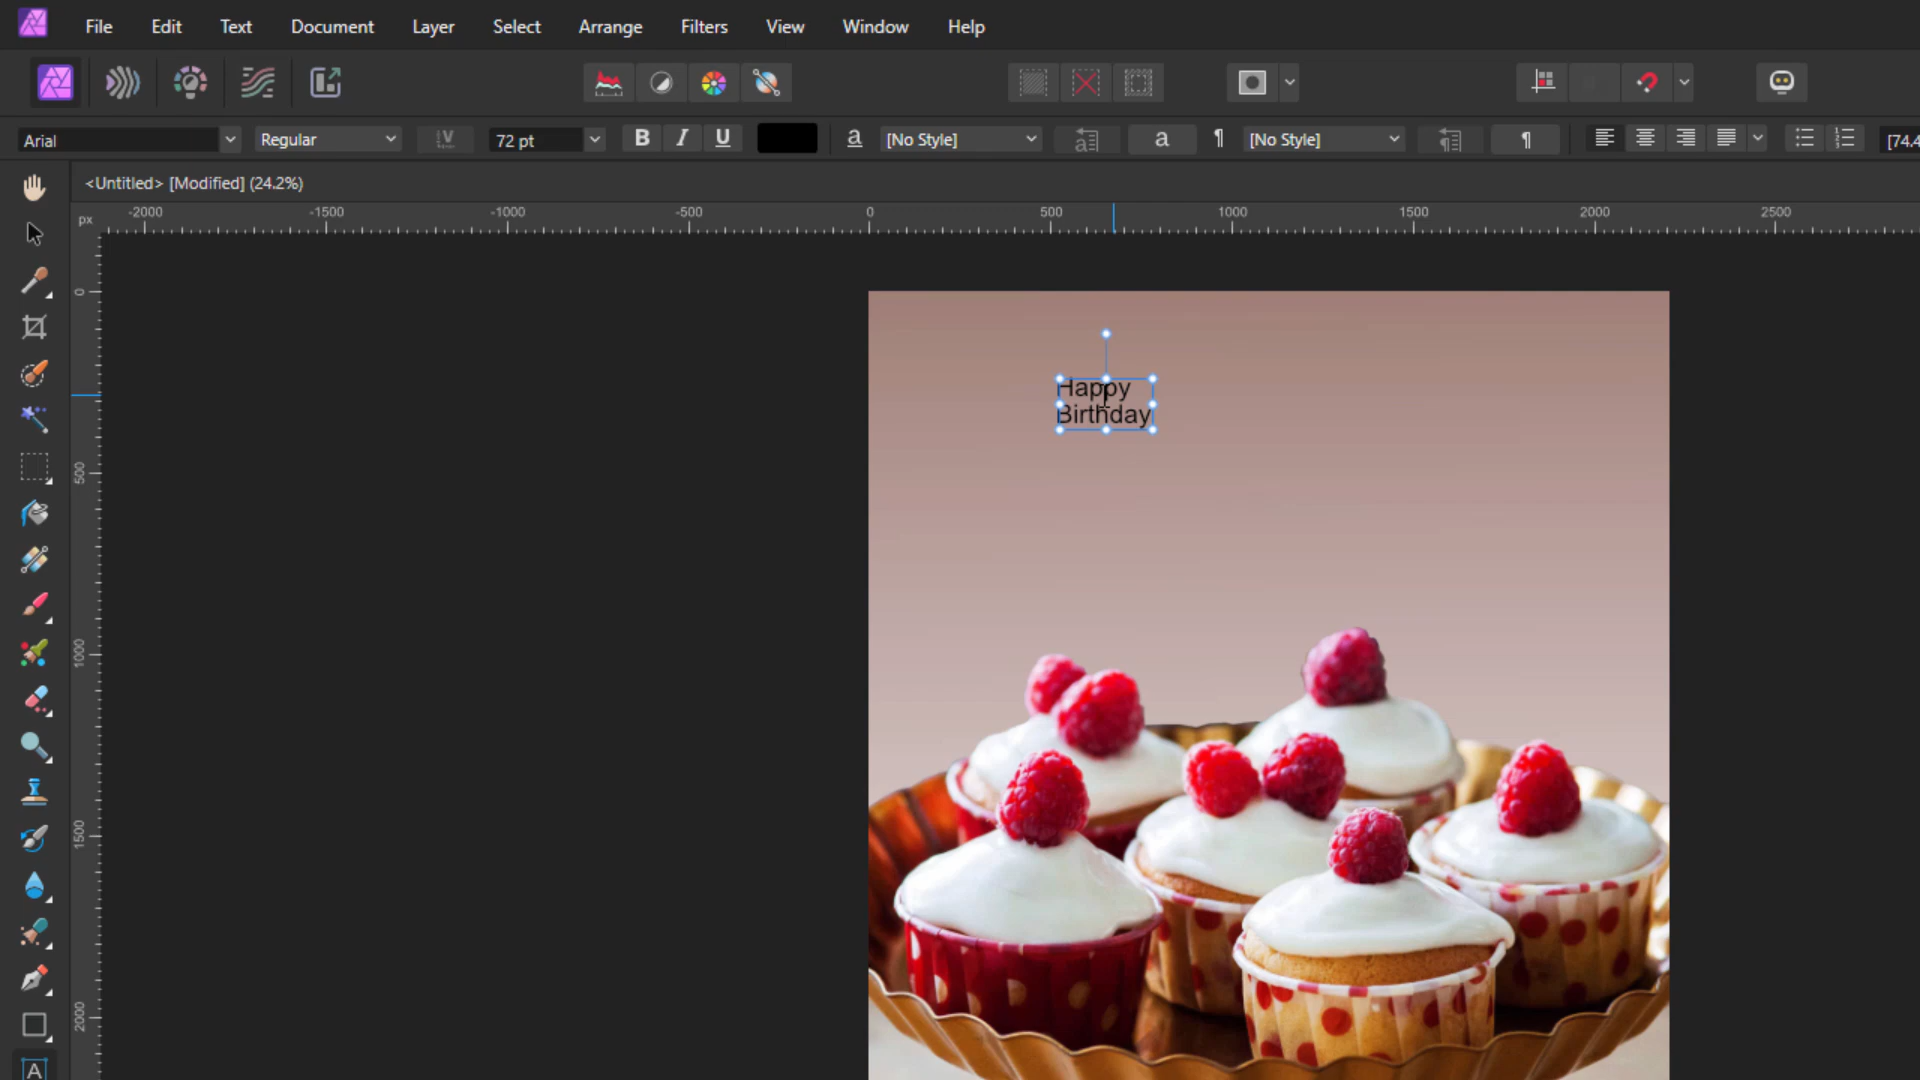 File Edit Text Document Layer Select Arrange Filters View Window Help
Arial Regular 72 pt B I U a [No Style] a ¶ [No Style] ¶ [74.4
<Untitled> [Modified] (24.2%)
px -2000 -1500 -1000 -500 0 500 1000 1500 2000 2500
0
500
1000
1500
2000
Happy
Birthday
A